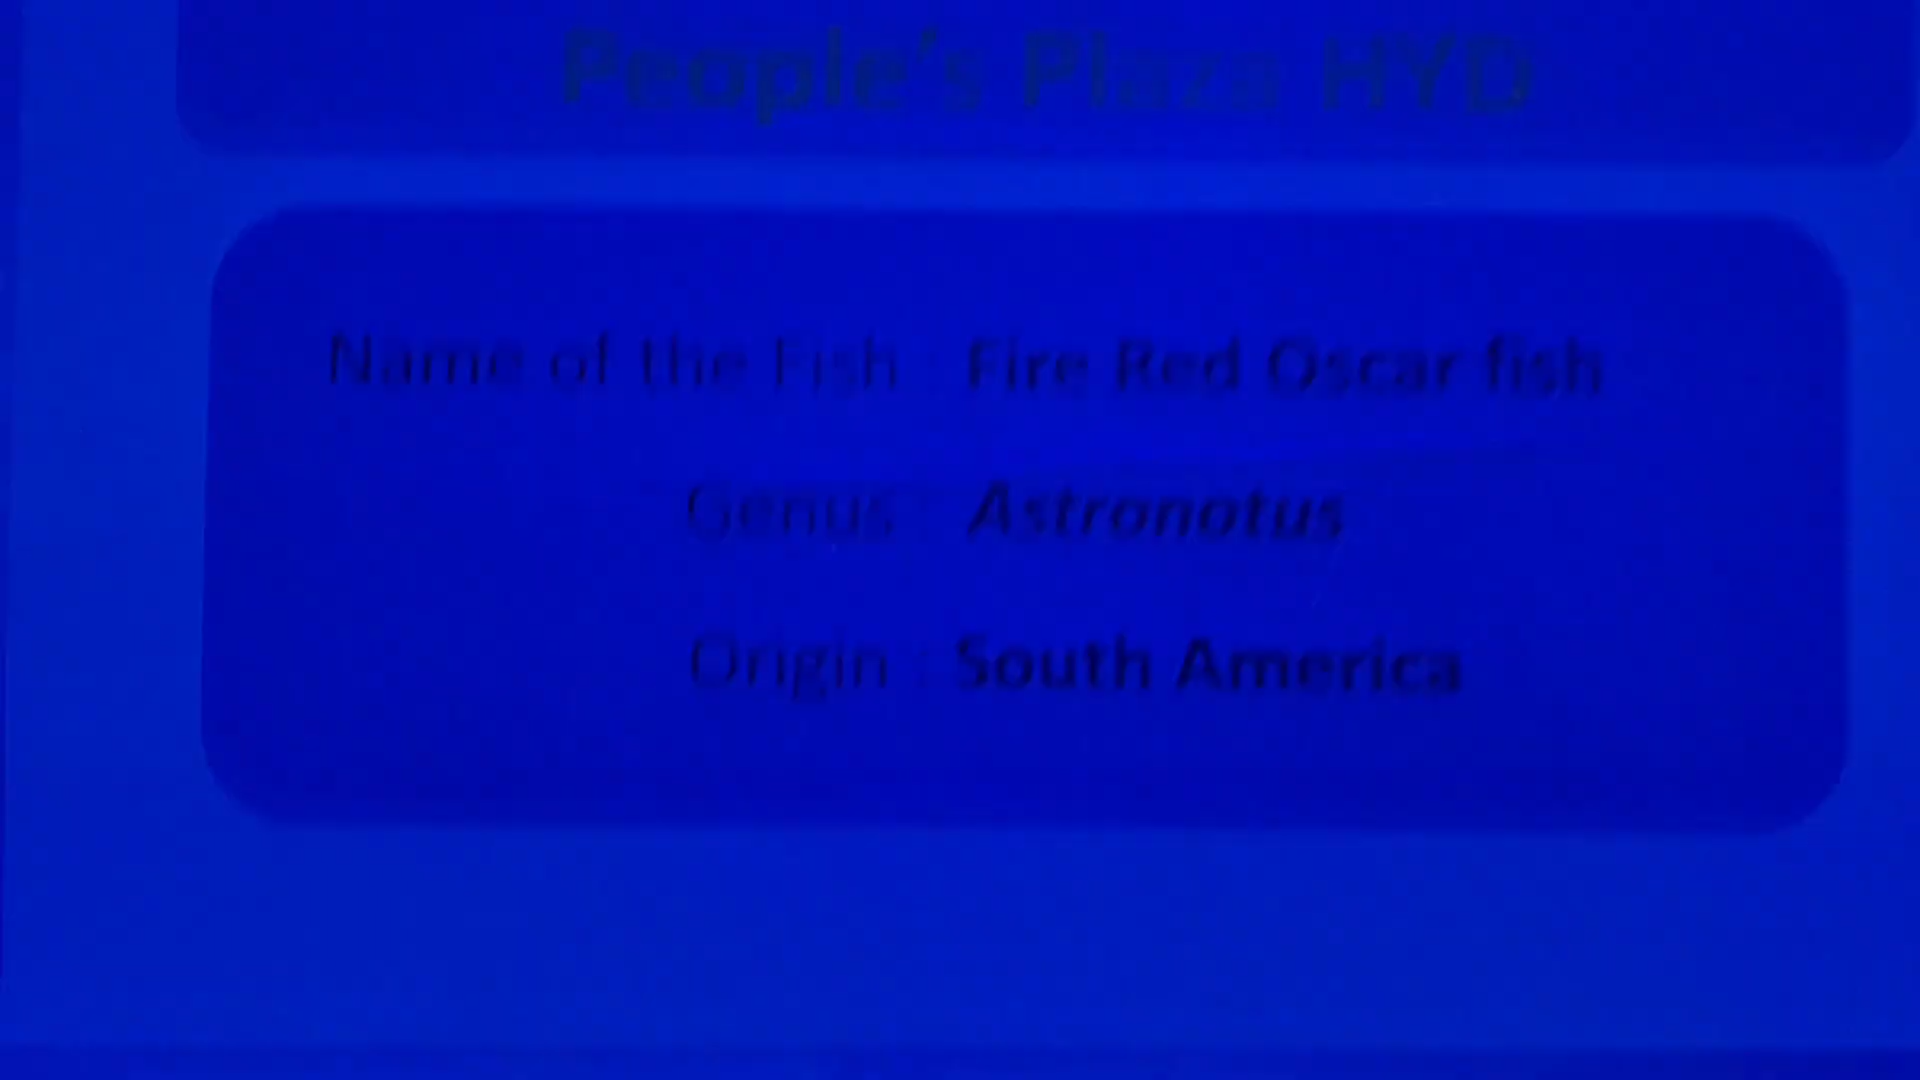 People's Plaza HYD
Name of the Fish : Fire Red Oscar fish
Genus : Astronotus
Origin : South America